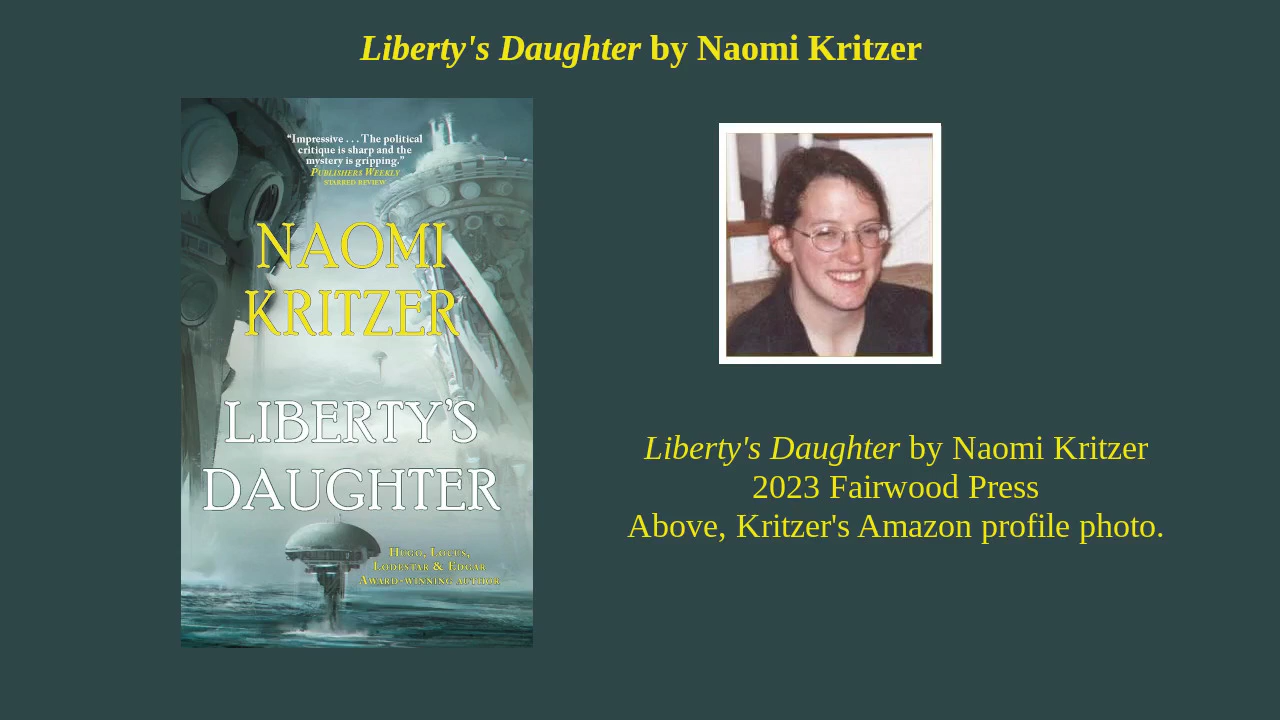 Liberty's Daughter by Naomi Kritzer
“Impressive . . . The political
critique is sharp and the
mystery is gripping.”
Publishers Weekly
starred review
NAOMI
KRITZER
LIBERTY’S
DAUGHTER
Hugo, Locus,
Lodestar & Edgar
Award-winning author
Liberty's Daughter by Naomi Kritzer
2023 Fairwood Press
Above, Kritzer's Amazon profile photo.